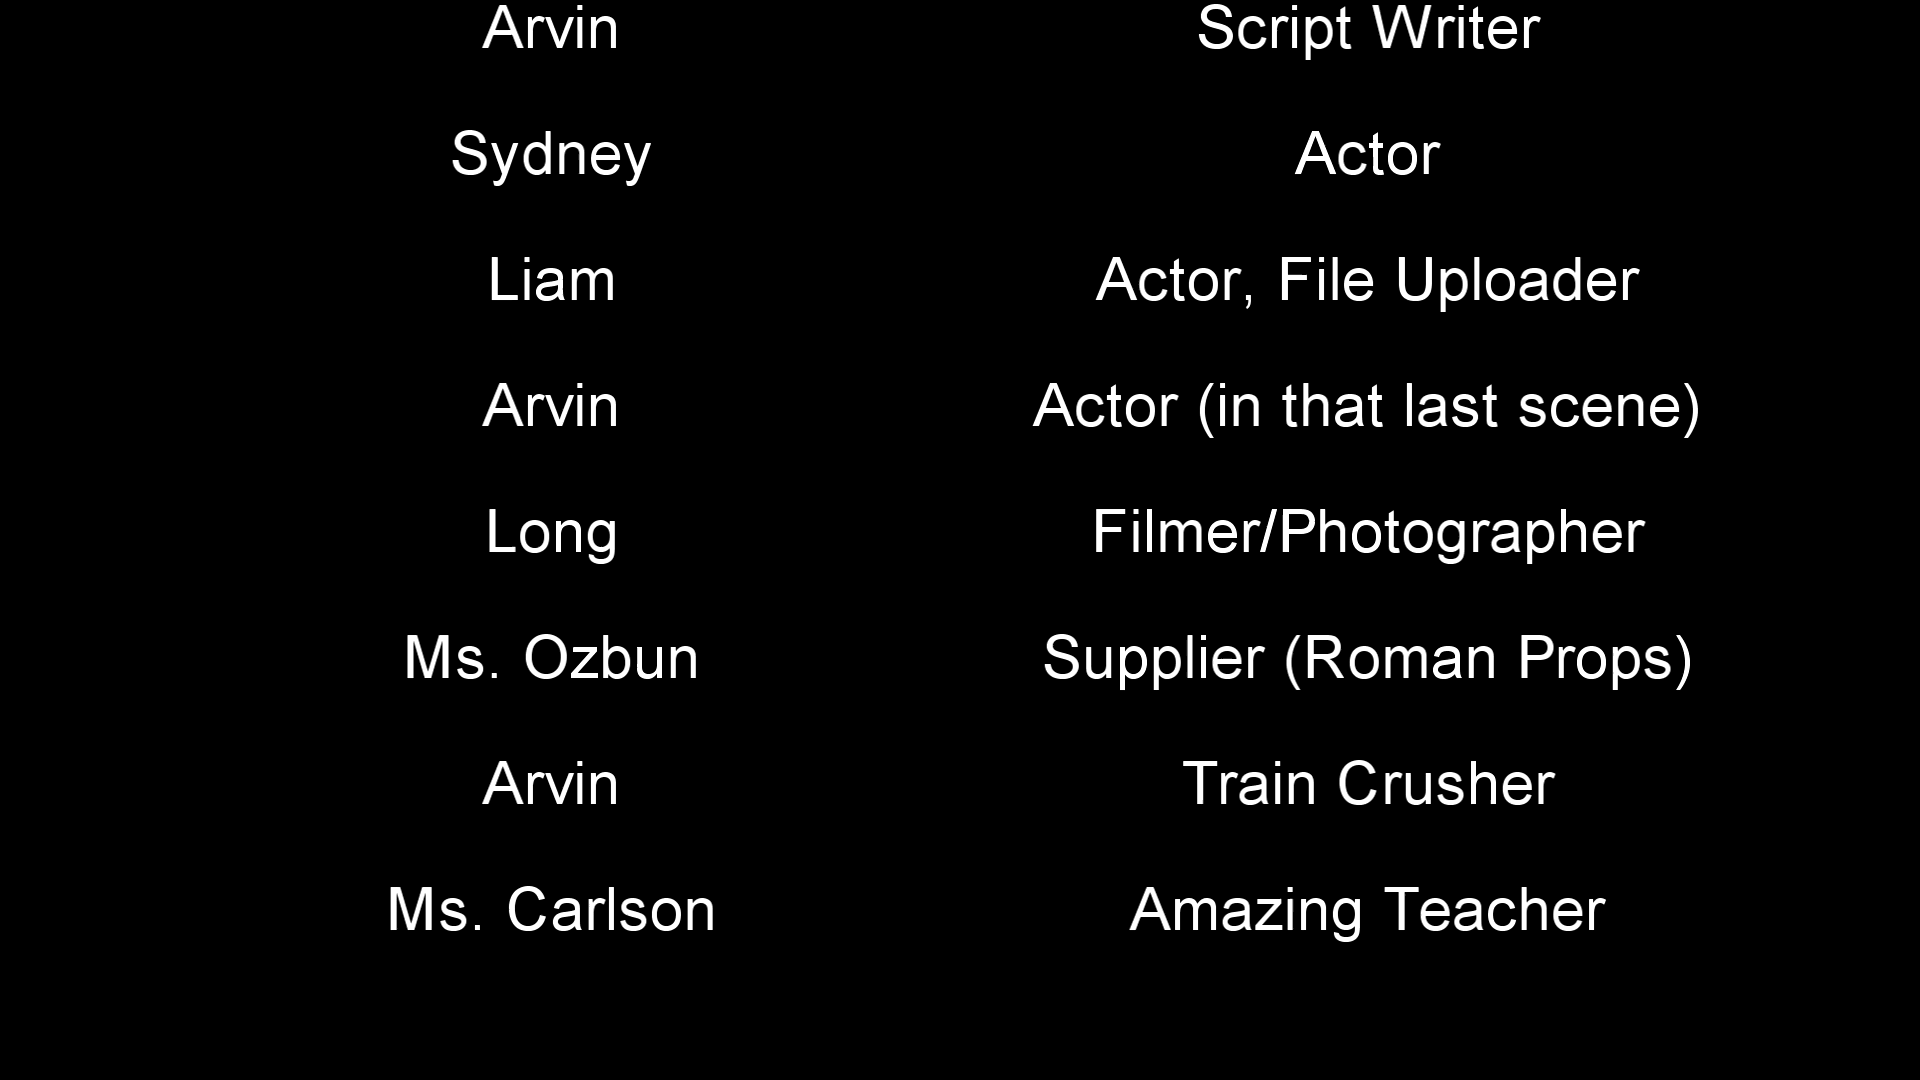 Arvin Script Writer
Sydney Actor
Liam Actor, File Uploader
Arvin Actor (in that last scene)
Long Filmer/Photographer
Ms. Ozbun Supplier (Roman Props)
Arvin Train Crusher
Ms. Carlson Amazing Teacher